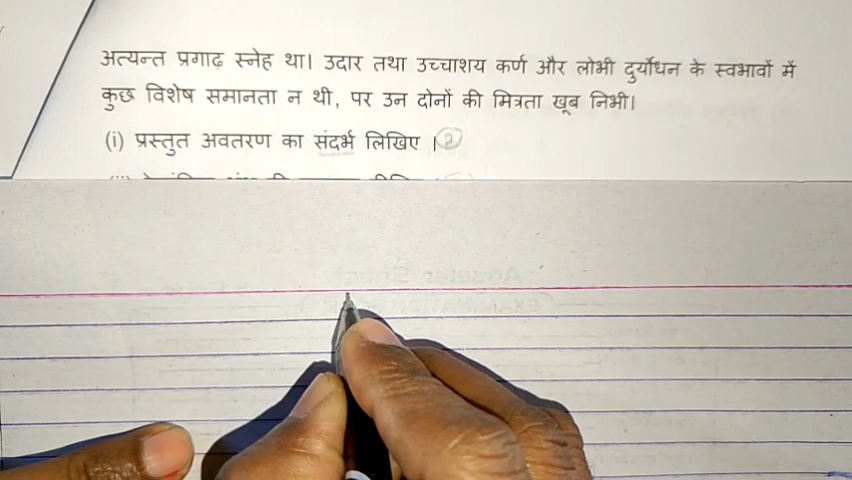 अत्यन्त प्रगाढ़ स्नेह था। उदार तथा उच्चाशय कर्ण और लोभी दुर्योधन के स्वभावों में
कुछ विशेष समानता न थी, पर उन दोनों की मित्रता खूब निभी।
(i) प्रस्तुत अवतरण का संदर्भ लिखिए । 2